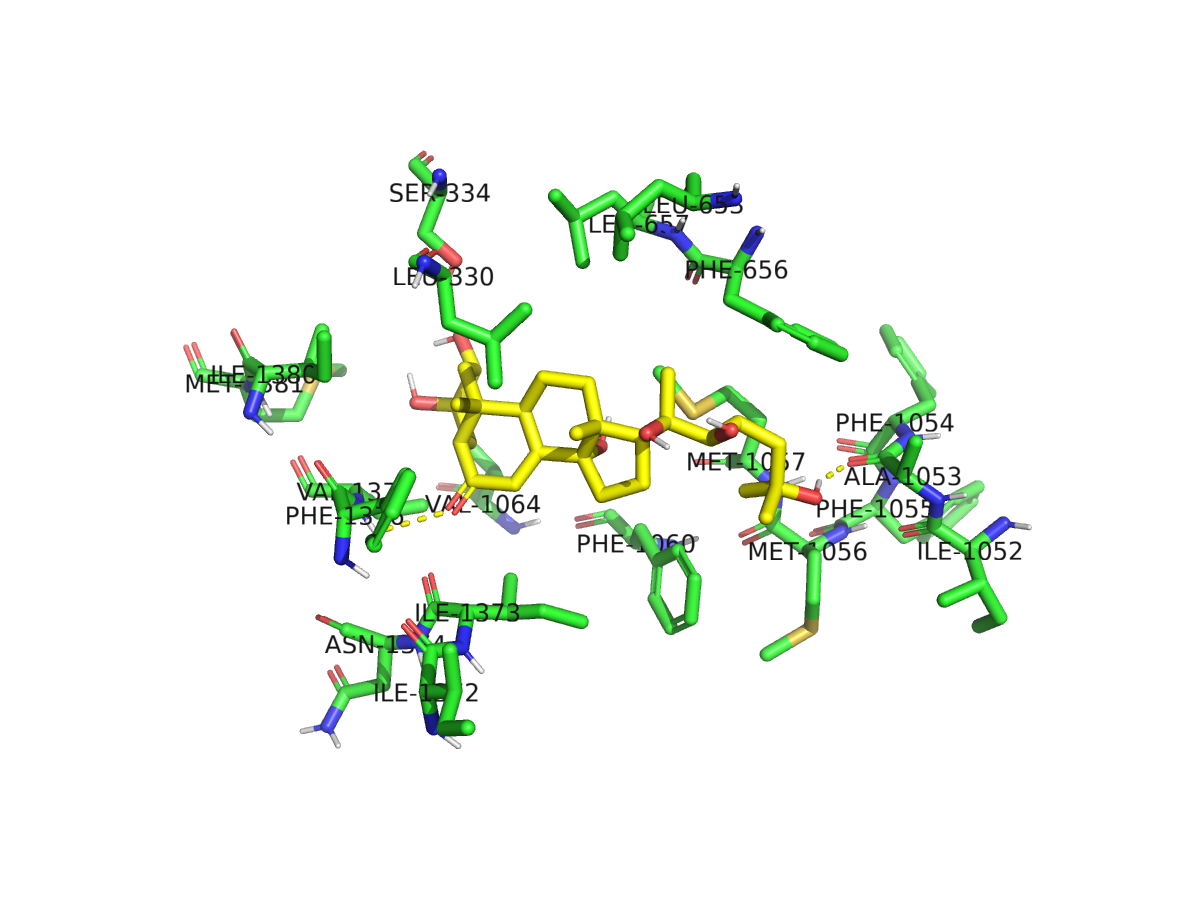 SER-334
LEU-653
LEU-657
PHE-656
LEU-330
ILE-1380
MET-1381
PHE-1054
MET-1057
ALA-1053
VAL-1064
PHE-1055
PHE-1060
MET-1056
ILE-1052
ILE-1373